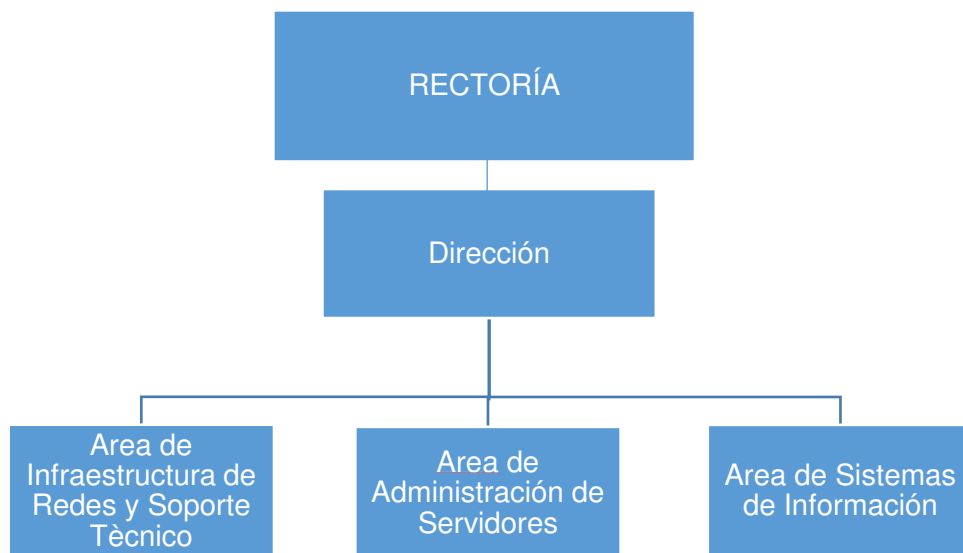 RECTORÍA
Dirección
Area de
Infraestructura de
Redes y Soporte
Tècnico
Area de
Administración de
Servidores
Area de Sistemas
de Información